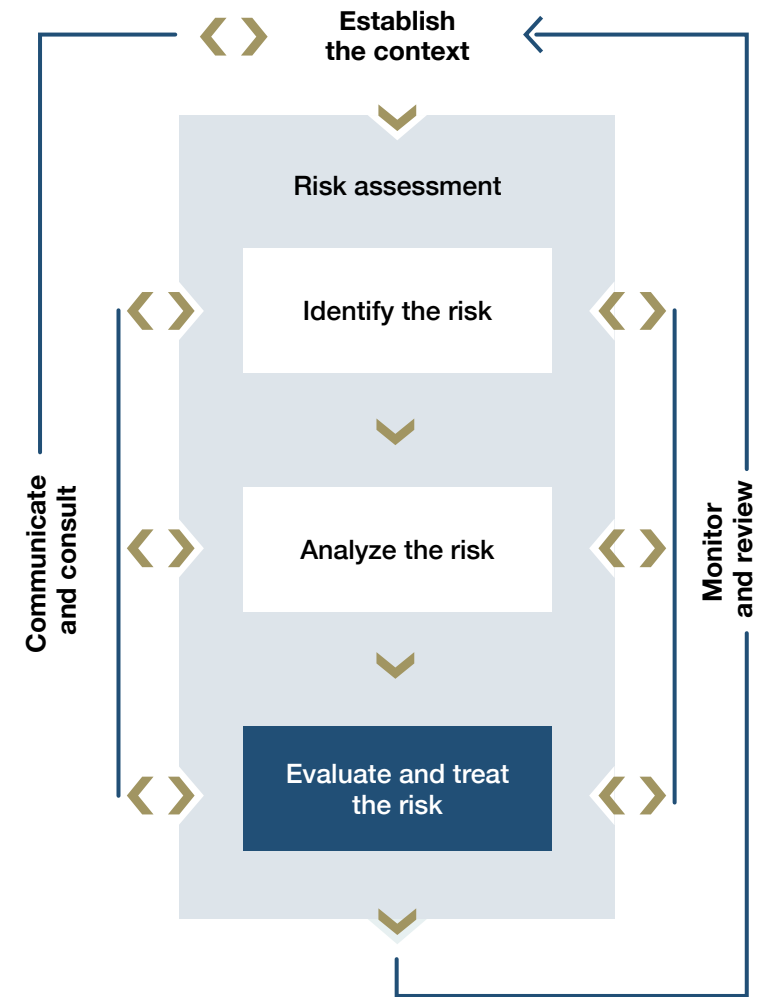 Establish
the context
Risk assessment
Identify the risk
Analyze the risk
Evaluate and treat
the risk
Communicate
and consult
Monitor
and review